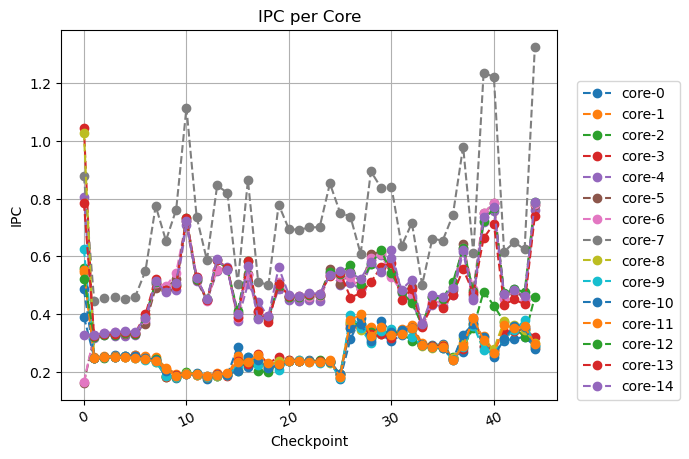 IPC per Core
IPC
1.2
1.0
0.8
0.6
0.4
0.2
0
10
20
30
40
Checkpoint
core-0
core-1
core-2
core-3
core-4
core-5
core-6
core-7
core-8
core-9
core-10
core-11
core-12
core-13
core-14